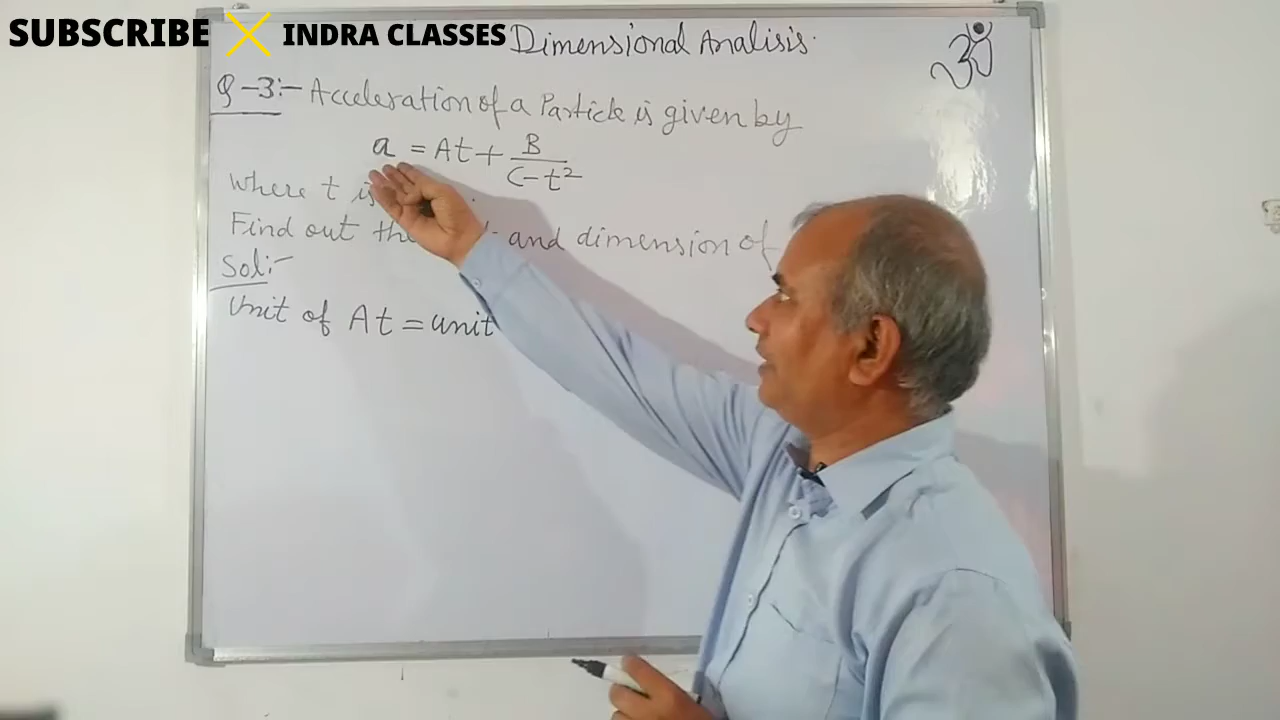 SUBSCRIBE INDRA CLASSES Dimensional Analisis.
ॐ
Q-3:- Acceleration of a Particle is given by
a = At + B/(C-t²)
Where t is
Find out the and dimension of
Sol:-
Unit of At = unit